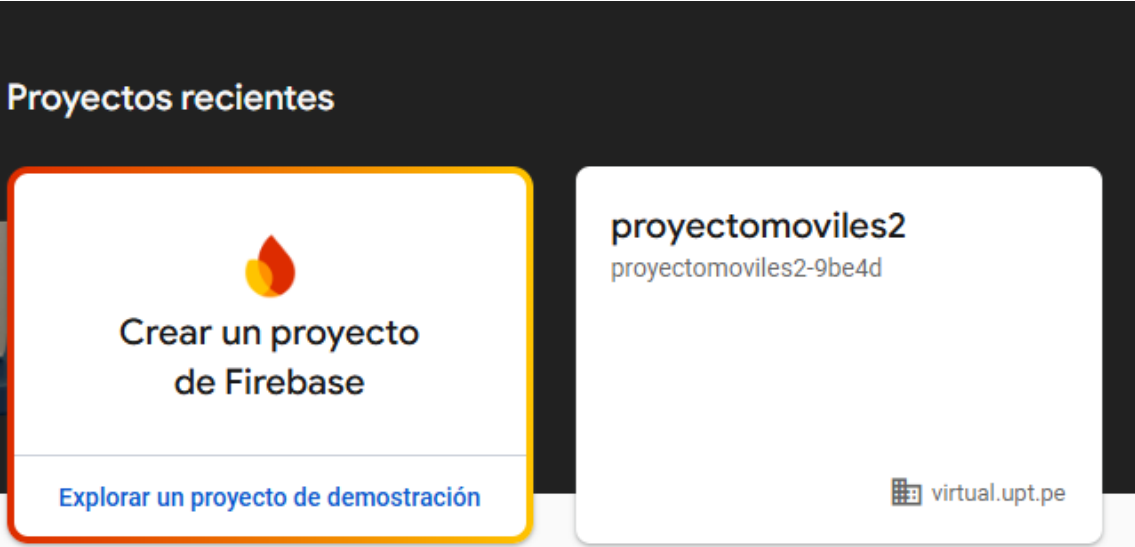 Proyectos recientes
Crear un proyecto
de Firebase
Explorar un proyecto de demostración
proyectomoviles2
proyectomoviles2-9be4d
virtual.upt.pe